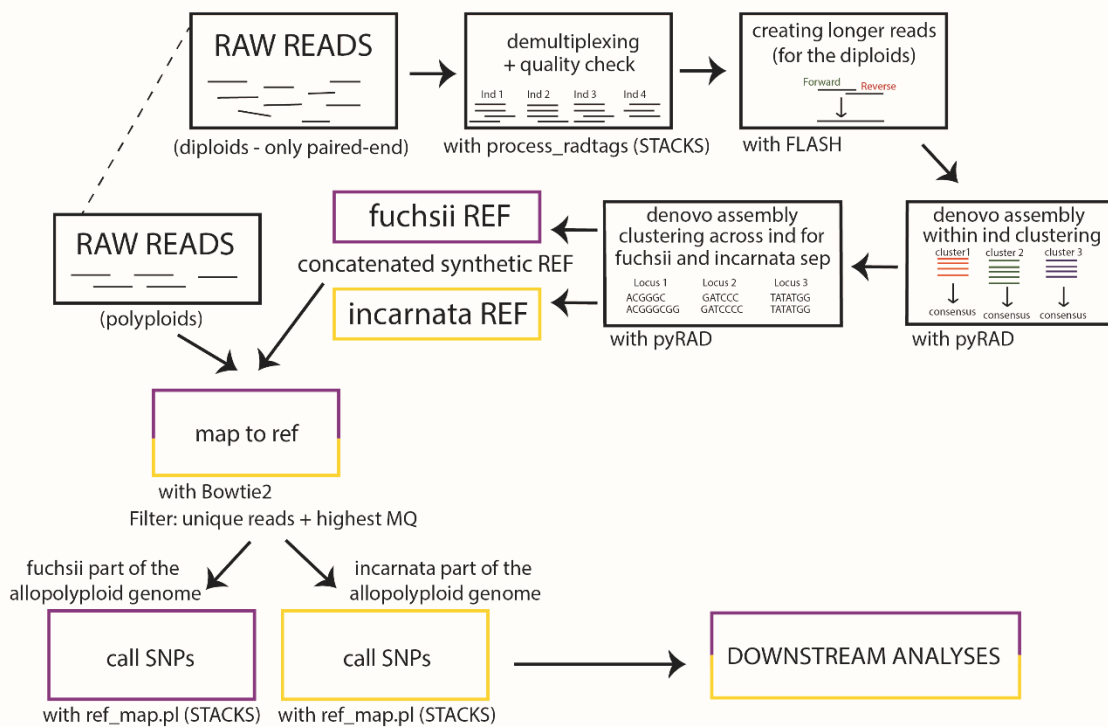 RAW READS
(diploids - only paired-end)
demultiplexing
+ quality check
Ind 1 Ind 2 Ind 3 Ind 4
with process_radtags (STACKS)
creating longer reads
(for the diploids)
Forward
Reverse
with FLASH
denovo assembly
within ind clustering
cluster1 cluster 2 cluster 3
consensus consensus consensus
with pyRAD
denovo assembly
clustering across ind for
fuchsii and incarnata sep
Locus 1 Locus 2 Locus 3
ACGGGC GATCCC TATATGG
ACGGGCGG GATCCCC TATATGG
with pyRAD
fuchsii REF
concatenated synthetic REF
incarnata REF
RAW READS
(polyploids)
map to ref
with Bowtie2
Filter: unique reads + highest MQ
fuchsii part of the
allopolyploid genome
call SNPs
with ref_map.pl (STACKS)
incarnata part of the
allopolyploid genome
call SNPs
with ref_map.pl (STACKS)
DOWNSTREAM ANALYSES